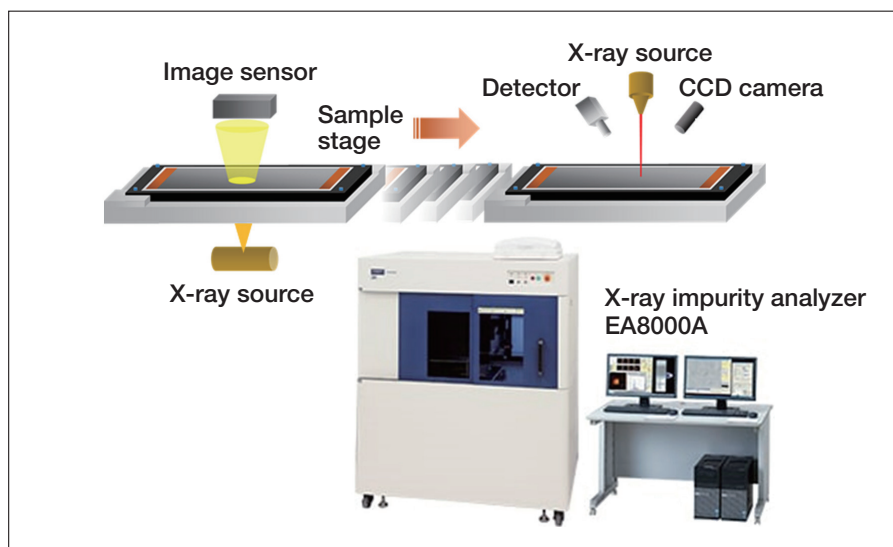 X-ray source
Image sensor
Detector
CCD camera
Sample
stage
X-ray source
X-ray impurity analyzer
EA8000A